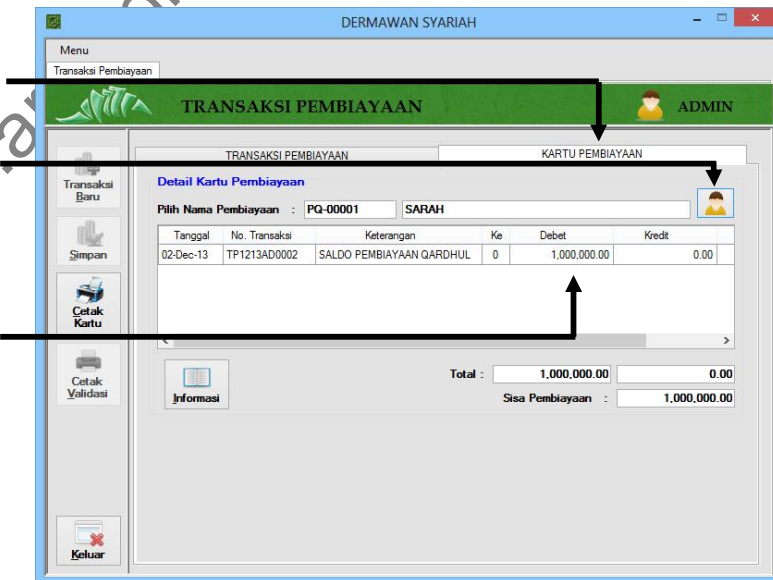 DERMAWAN SYARIAH
Menu
Transaksi Pembiayaan
TRANSAKSI PEMBIAYAAN
ADMIN
TRANSAKSI PEMBIAYAAN KARTU PEMBIAYAAN
Transaksi
Baru
Simpan
Cetak
Kartu
Cetak
Validasi
Keluar
Detail Kartu Pembiayaan
Pilih Nama Pembiayaan : PQ-00001 SARAH
Tanggal No. Transaksi Keterangan Ke Debet Kredit
02-Dec-13 TP1213AD0002 SALDO PEMBIAYAAN QARDHUL 0 1,000,000.00 0.00
Informasi
Total : 1,000,000.00 0.00
Sisa Pembiayaan : 1,000,000.00